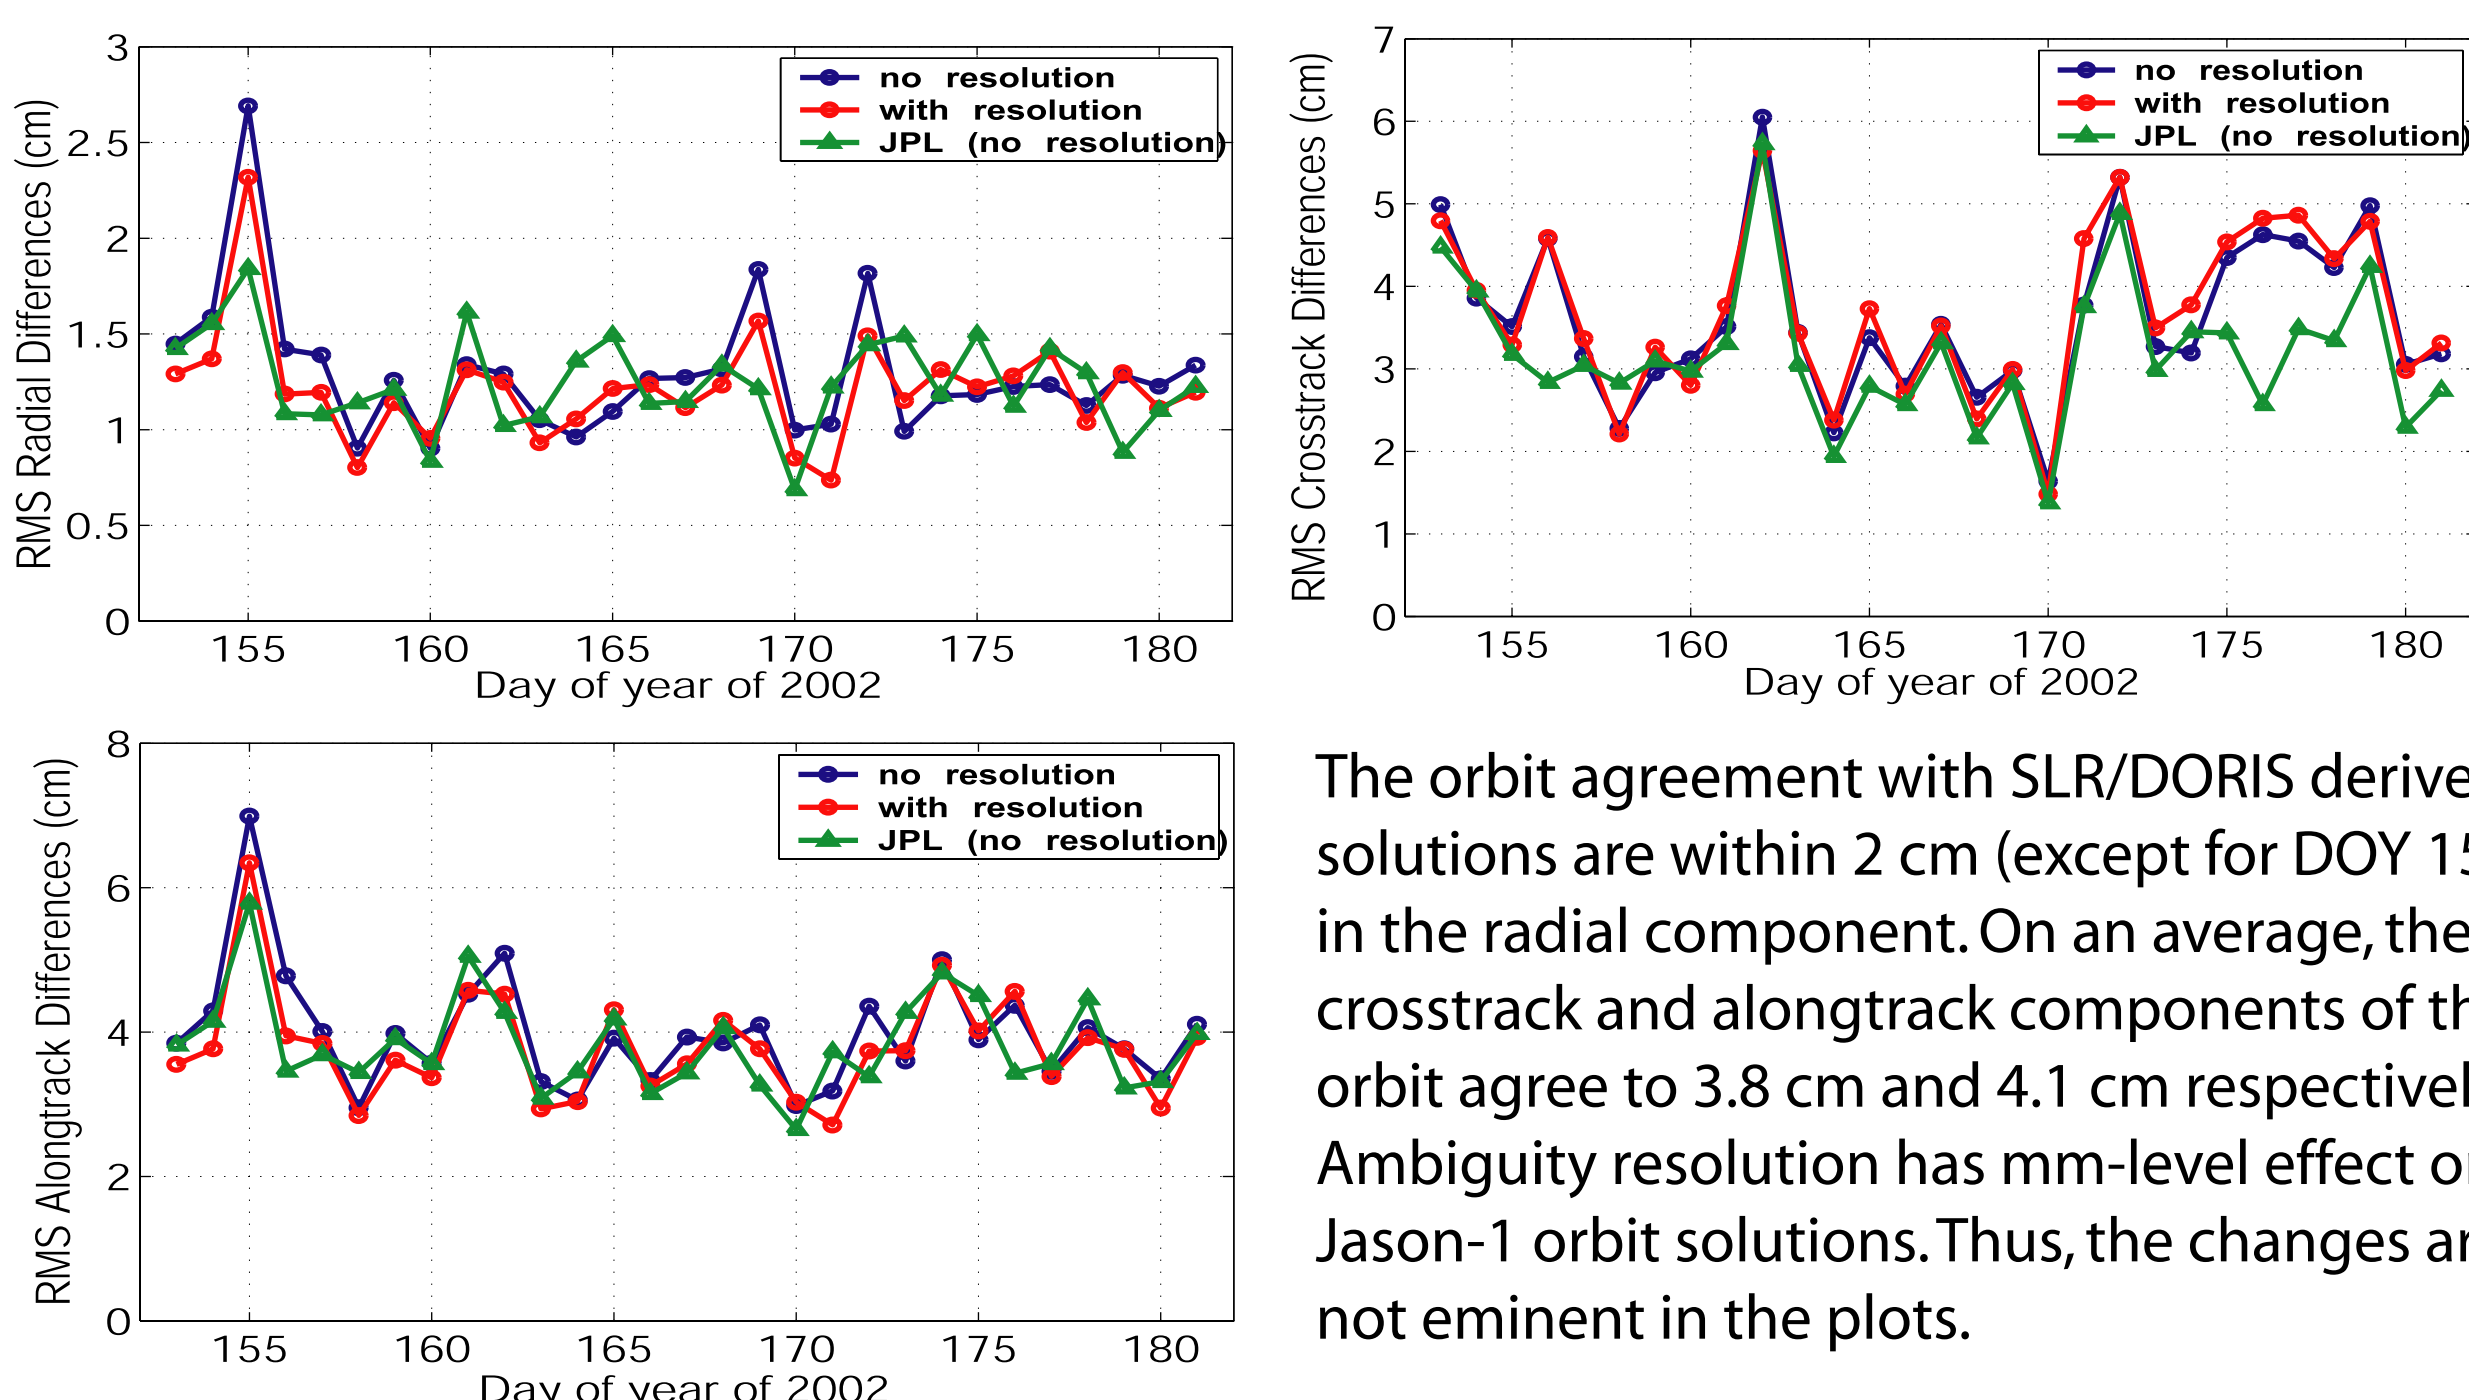 3
2.5
2
1.5
1
0.5
0
RMS Radial Differences (cm)
no resolution
with resolution
JPL (no resolution)
155 160 165 170 175 180
Day of year of 2002
7
6
5
4
3
2
1
0
RMS Crosstrack Differences (cm)
no resolution
with resolution
JPL (no resolution)
155 160 165 170 175 180
Day of year of 2002
8
6
4
2
0
RMS Alongtrack Differences (cm)
no resolution
with resolution
JPL (no resolution)
155 160 165 170 175 180
Day of year of 2002
The orbit agreement with SLR/DORIS derive
solutions are within 2 cm (except for DOY 15
in the radial component. On an average, the
crosstrack and alongtrack components of th
orbit agree to 3.8 cm and 4.1 cm respectivel
Ambiguity resolution has mm-level effect o
Jason-1 orbit solutions. Thus, the changes a
not eminent in the plots.